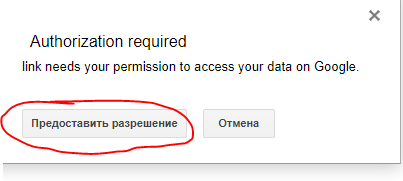 Authorization required
link needs your permission to access your data on Google.
Предоставить разрешение Отмена